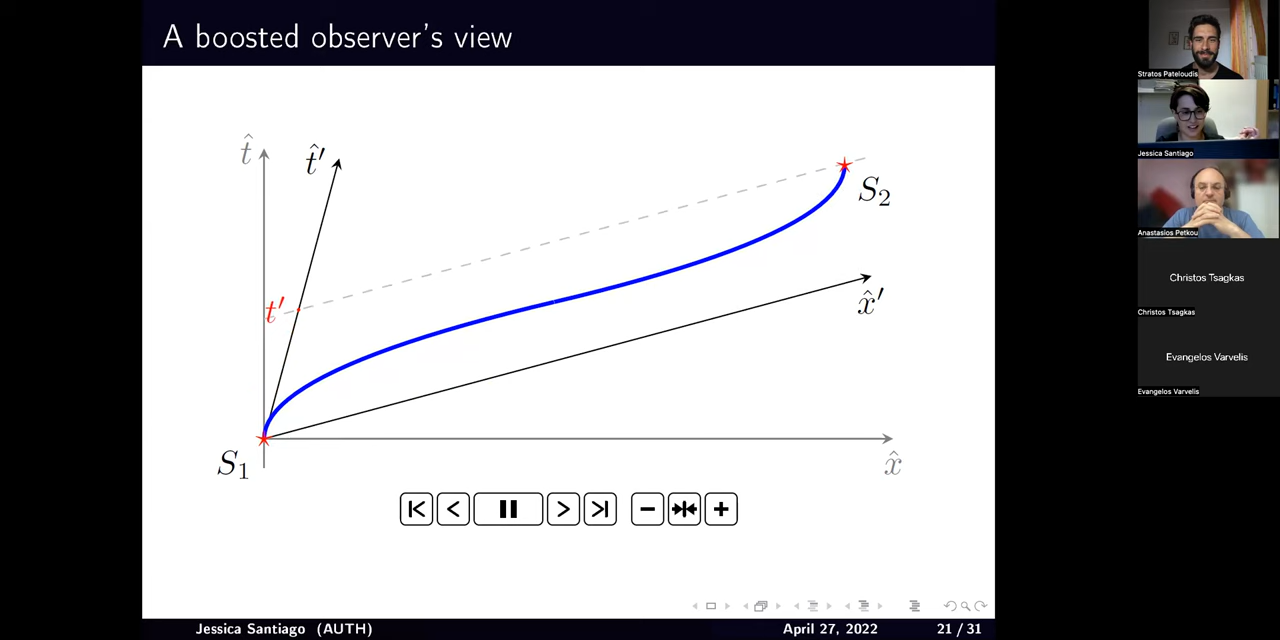 A boosted observer's view
t̂
t̂′
S₂
t′
x̂′
S₁
x̂
Jessica Santiago (AUTH)
April 27, 2022
21 / 31
Stratos Pateloudis
Jessica Santiago
Anastasios Petkou
Christos Tsagkas
Christos Tsagkas
Evangelos Varvelis
Evangelos Varvelis